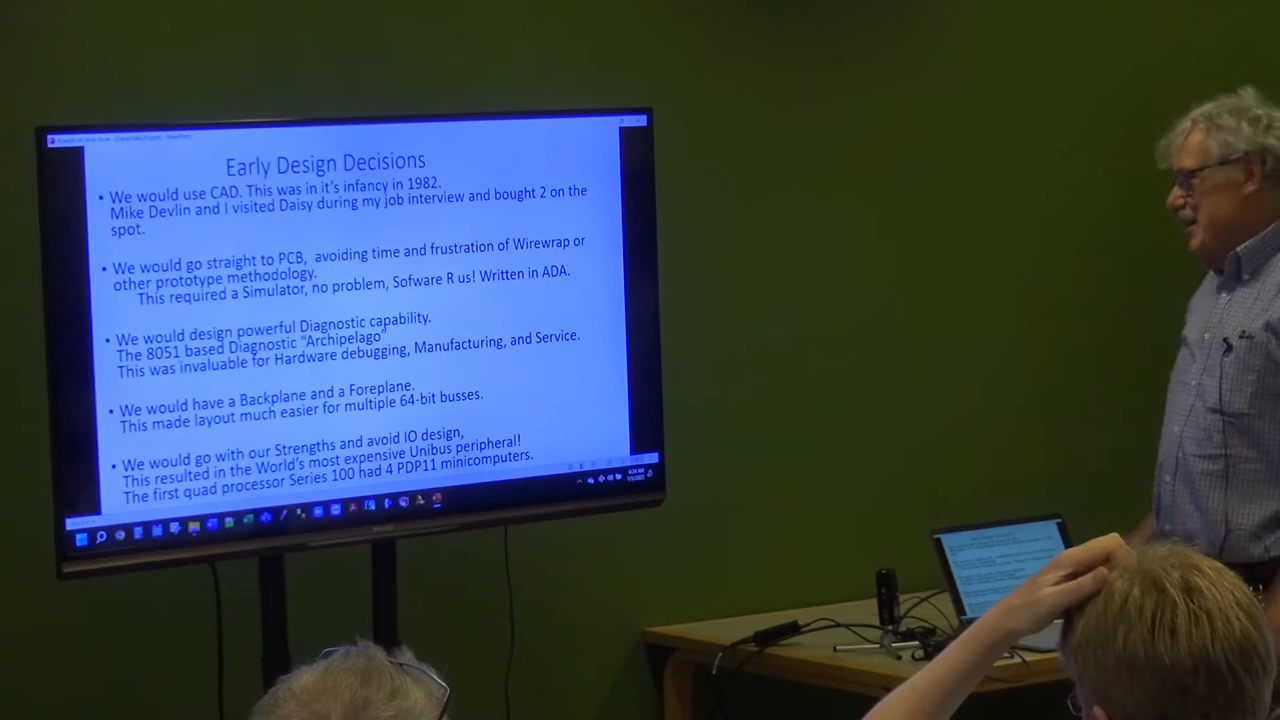 Early Design Decisions
• We would use CAD. This was in it's infancy in 1982.
Mike Devlin and I visited Daisy during my job interview and bought 2 on the
spot.
• We would go straight to PCB, avoiding time and frustration of Wirewrap or
other prototype methodology.
This required a Simulator, no problem, Sofware R us! Written in ADA.
• We would design powerful Diagnostic capability.
The 8051 based Diagnostic "Archipelago"
This was invaluable for Hardware debugging, Manufacturing, and Service.
• We would have a Backplane and a Foreplane.
This made layout much easier for multiple 64-bit busses.
• We would go with our Strengths and avoid IO design,
This resulted in the World's most expensive Unibus peripheral!
The first quad processor Series 100 had 4 PDP11 minicomputers.